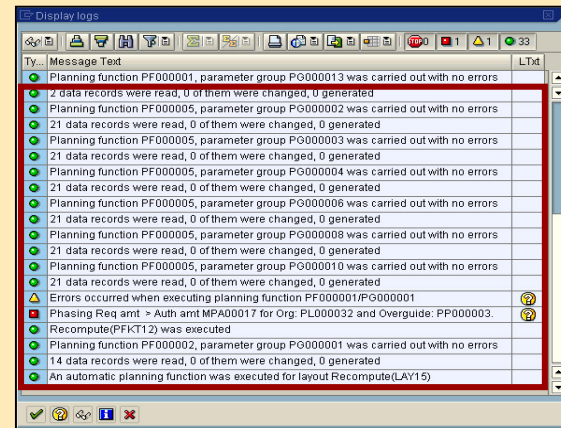 Display logs
0 1 1 33
Ty... Message Text LTxt
Planning function PF000001, parameter group PG000013 was carried out with no errors
2 data records were read, 0 of them were changed, 0 generated
Planning function PF000005, parameter group PG000002 was carried out with no errors
21 data records were read, 0 of them were changed, 0 generated
Planning function PF000005, parameter group PG000003 was carried out with no errors
21 data records were read, 0 of them were changed, 0 generated
Planning function PF000005, parameter group PG000004 was carried out with no errors
21 data records were read, 0 of them were changed, 0 generated
Planning function PF000005, parameter group PG000006 was carried out with no errors
21 data records were read, 0 of them were changed, 0 generated
Planning function PF000005, parameter group PG000008 was carried out with no errors
21 data records were read, 0 of them were changed, 0 generated
Planning function PF000005, parameter group PG000010 was carried out with no errors
21 data records were read, 0 of them were changed, 0 generated
Errors occurred when executing planning function PF000001/PG000001
Phasing Req amt > Auth amt MPA00017 for Org: PL000032 and Overguide: PP000003.
Recompute(PFKT12) was executed
Planning function PF000002, parameter group PG000001 was carried out with no errors
14 data records were read, 0 of them were changed, 0 generated
An automatic planning function was executed for layout Recompute(LAY15)